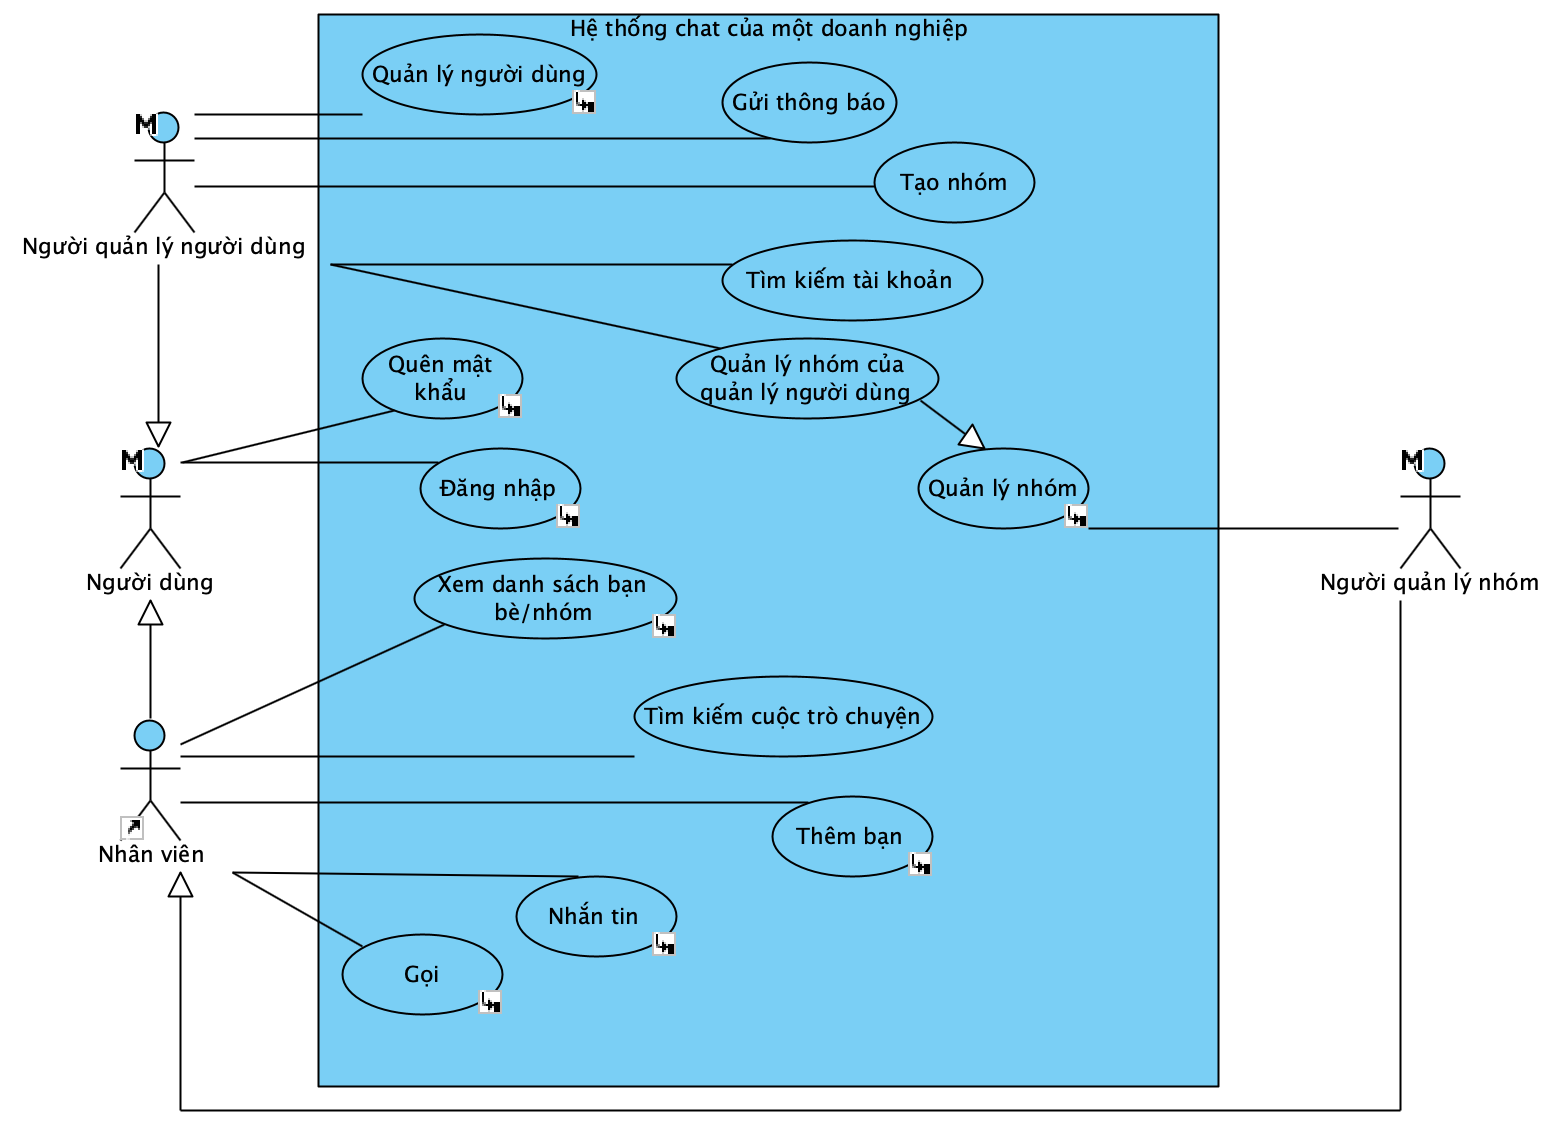 Hệ thống chat của một doanh nghiệp
Quản lý người dùng
Gửi thông báo
M
Tạo nhóm
Người quản lý người dùng
Tìm kiếm tài khoản
Quên mật
khẩu
Quản lý nhóm của
quản lý người dùng
M
Đăng nhập
Quản lý nhóm
M
Người dùng
Người quản lý nhóm
Xem danh sách bạn
bè/nhóm
Tìm kiếm cuộc trò chuyện
Thêm bạn
Nhân viên
Nhắn tin
Gọi